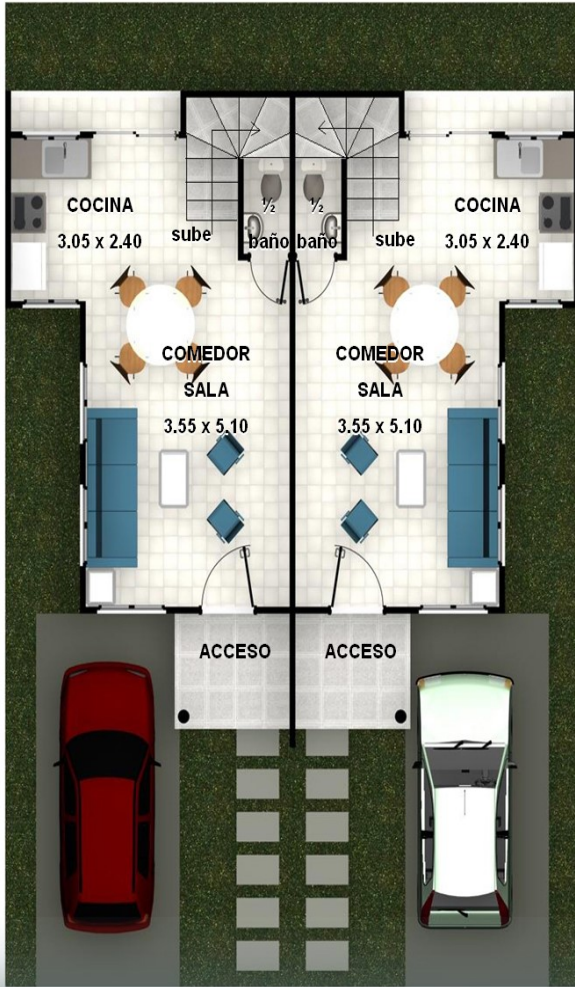 COCINA
3.05 x 2.40
sube
½
baño
COMEDOR
SALA
3.55 x 5.10
ACCESO
½
baño
sube
COCINA
3.05 x 2.40
COMEDOR
SALA
3.55 x 5.10
ACCESO